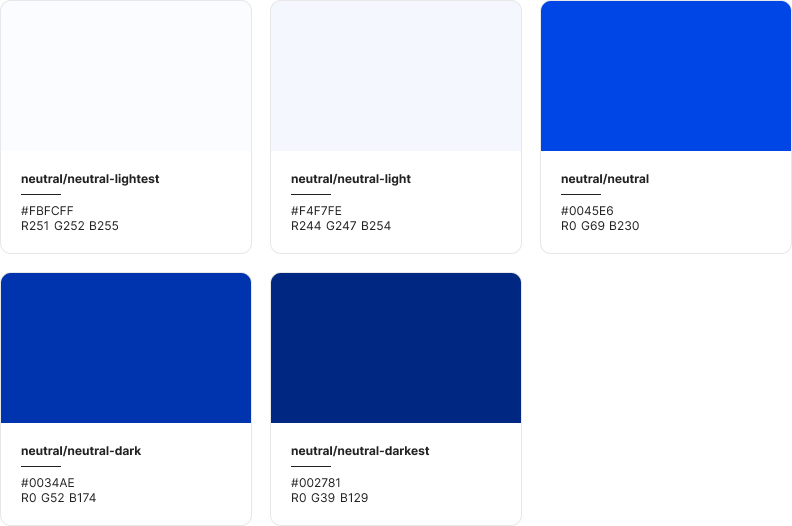 neutral/neutral-lightest
#FBFCFF
R251 G252 B255
neutral/neutral-light
#F4F7FE
R244 G247 B254
neutral/neutral
#0045E6
R0 G69 B230
neutral/neutral-dark
#0034AE
R0 G52 B174
neutral/neutral-darkest
#002781
R0 G39 B129